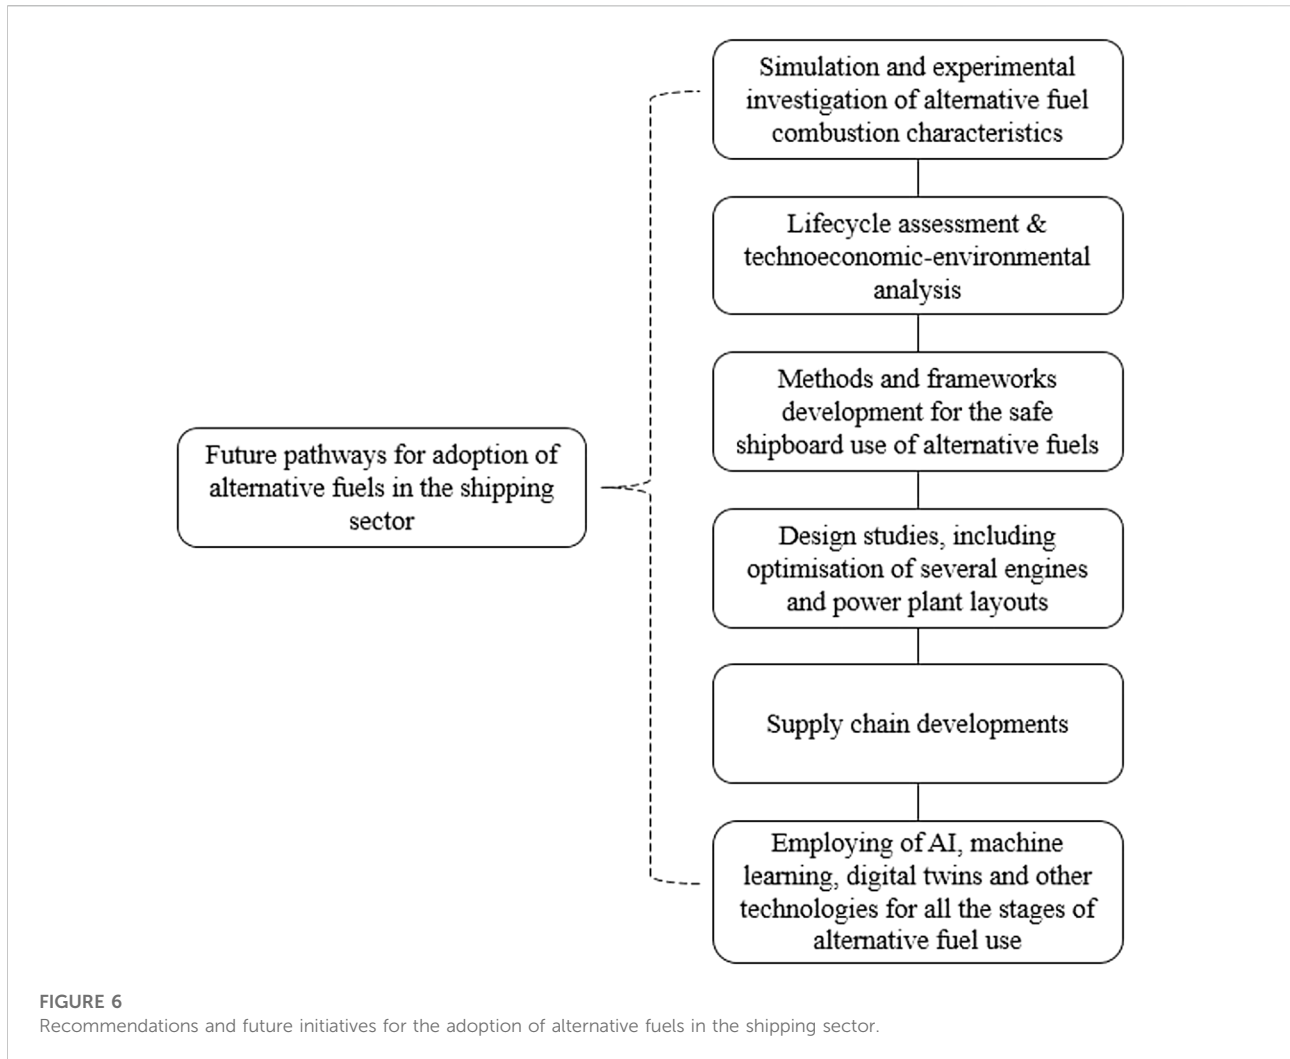 Simulation and experimental
investigation of alternative fuel
combustion characteristics
Lifecycle assessment &
technoeconomic-environmental
analysis
Methods and frameworks
development for the safe
shipboard use of alternative fuels
Future pathways for adoption of
alternative fuels in the shipping
sector
Design studies, including
optimisation of several engines
and power plant layouts
Supply chain developments
Employing of AI, machine
learning, digital twins and other
technologies for all the stages of
alternative fuel use
FIGURE 6
Recommendations and future initiatives for the adoption of alternative fuels in the shipping sector.